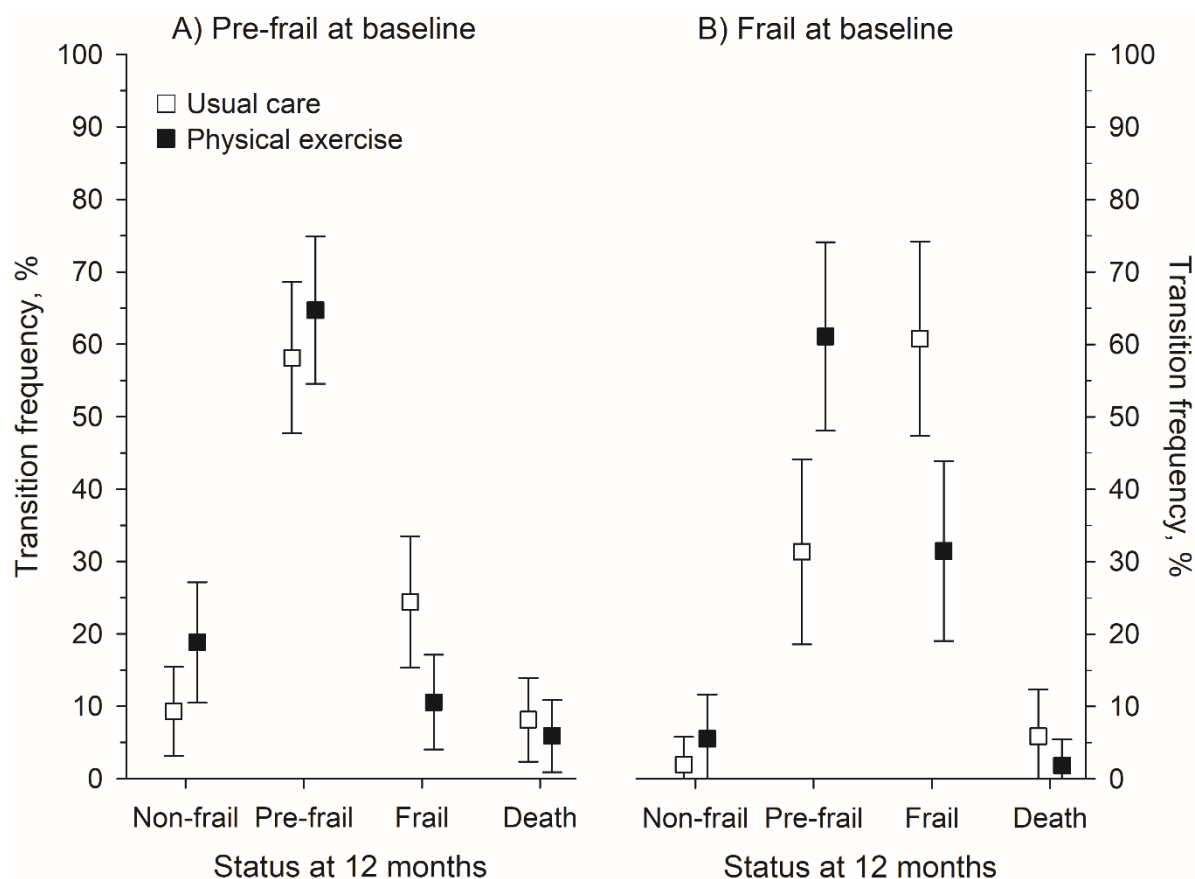 A) Pre-frail at baseline
B) Frail at baseline
Usual care
Physical exercise
Transition frequency, %
100
90
80
70
60
50
40
30
20
10
0
100
90
80
70
60
50
40
30
20
10
0
Transition frequency, %
Non-frail Pre-frail Frail Death
Non-frail Pre-frail Frail Death
Status at 12 months
Status at 12 months